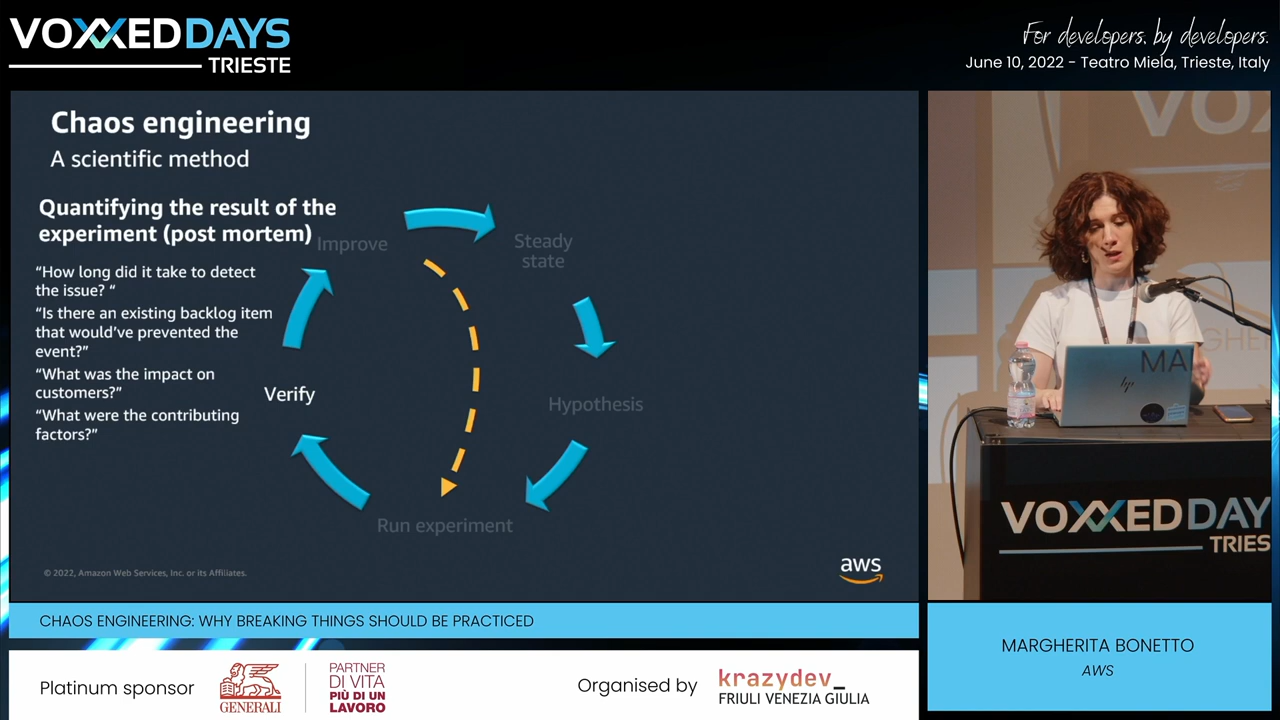 VOXXED DAYS
TRIESTE
For developers, by developers.
June 10, 2022 - Teatro Miela, Trieste, Italy
Chaos engineering
A scientific method
Quantifying the result of the
experiment (post mortem)
“How long did it take to detect
the issue? “
“Is there an existing backlog item
that would’ve prevented the
event?”
“What was the impact on
customers?”
“What were the contributing
factors?”
Improve
Steady
state
Verify
Hypothesis
Run experiment
© 2022, Amazon Web Services, Inc. or its Affiliates.
aws
VOX
MA
hp
VOXXED DAY
TRIES
CHAOS ENGINEERING: WHY BREAKING THINGS SHOULD BE PRACTICED
MARGHERITA BONETTO
AWS
Platinum sponsor
GENERALI
PARTNER
DI VITA
PIÙ DI UN
LAVORO
Organised by
krazydev_
FRIULI VENEZIA GIULIA